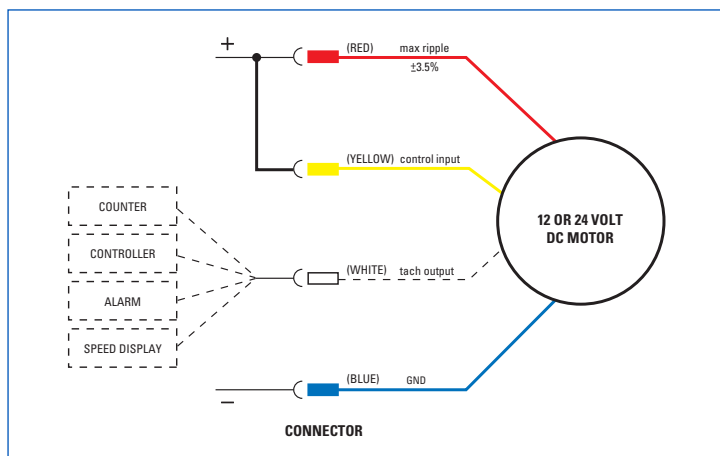 +
(RED) max ripple
±3.5%
(YELLOW) control input
COUNTER
CONTROLLER
ALARM
SPEED DISPLAY
(WHITE) tach output
12 OR 24 VOLT
DC MOTOR
(BLUE) GND
–
CONNECTOR